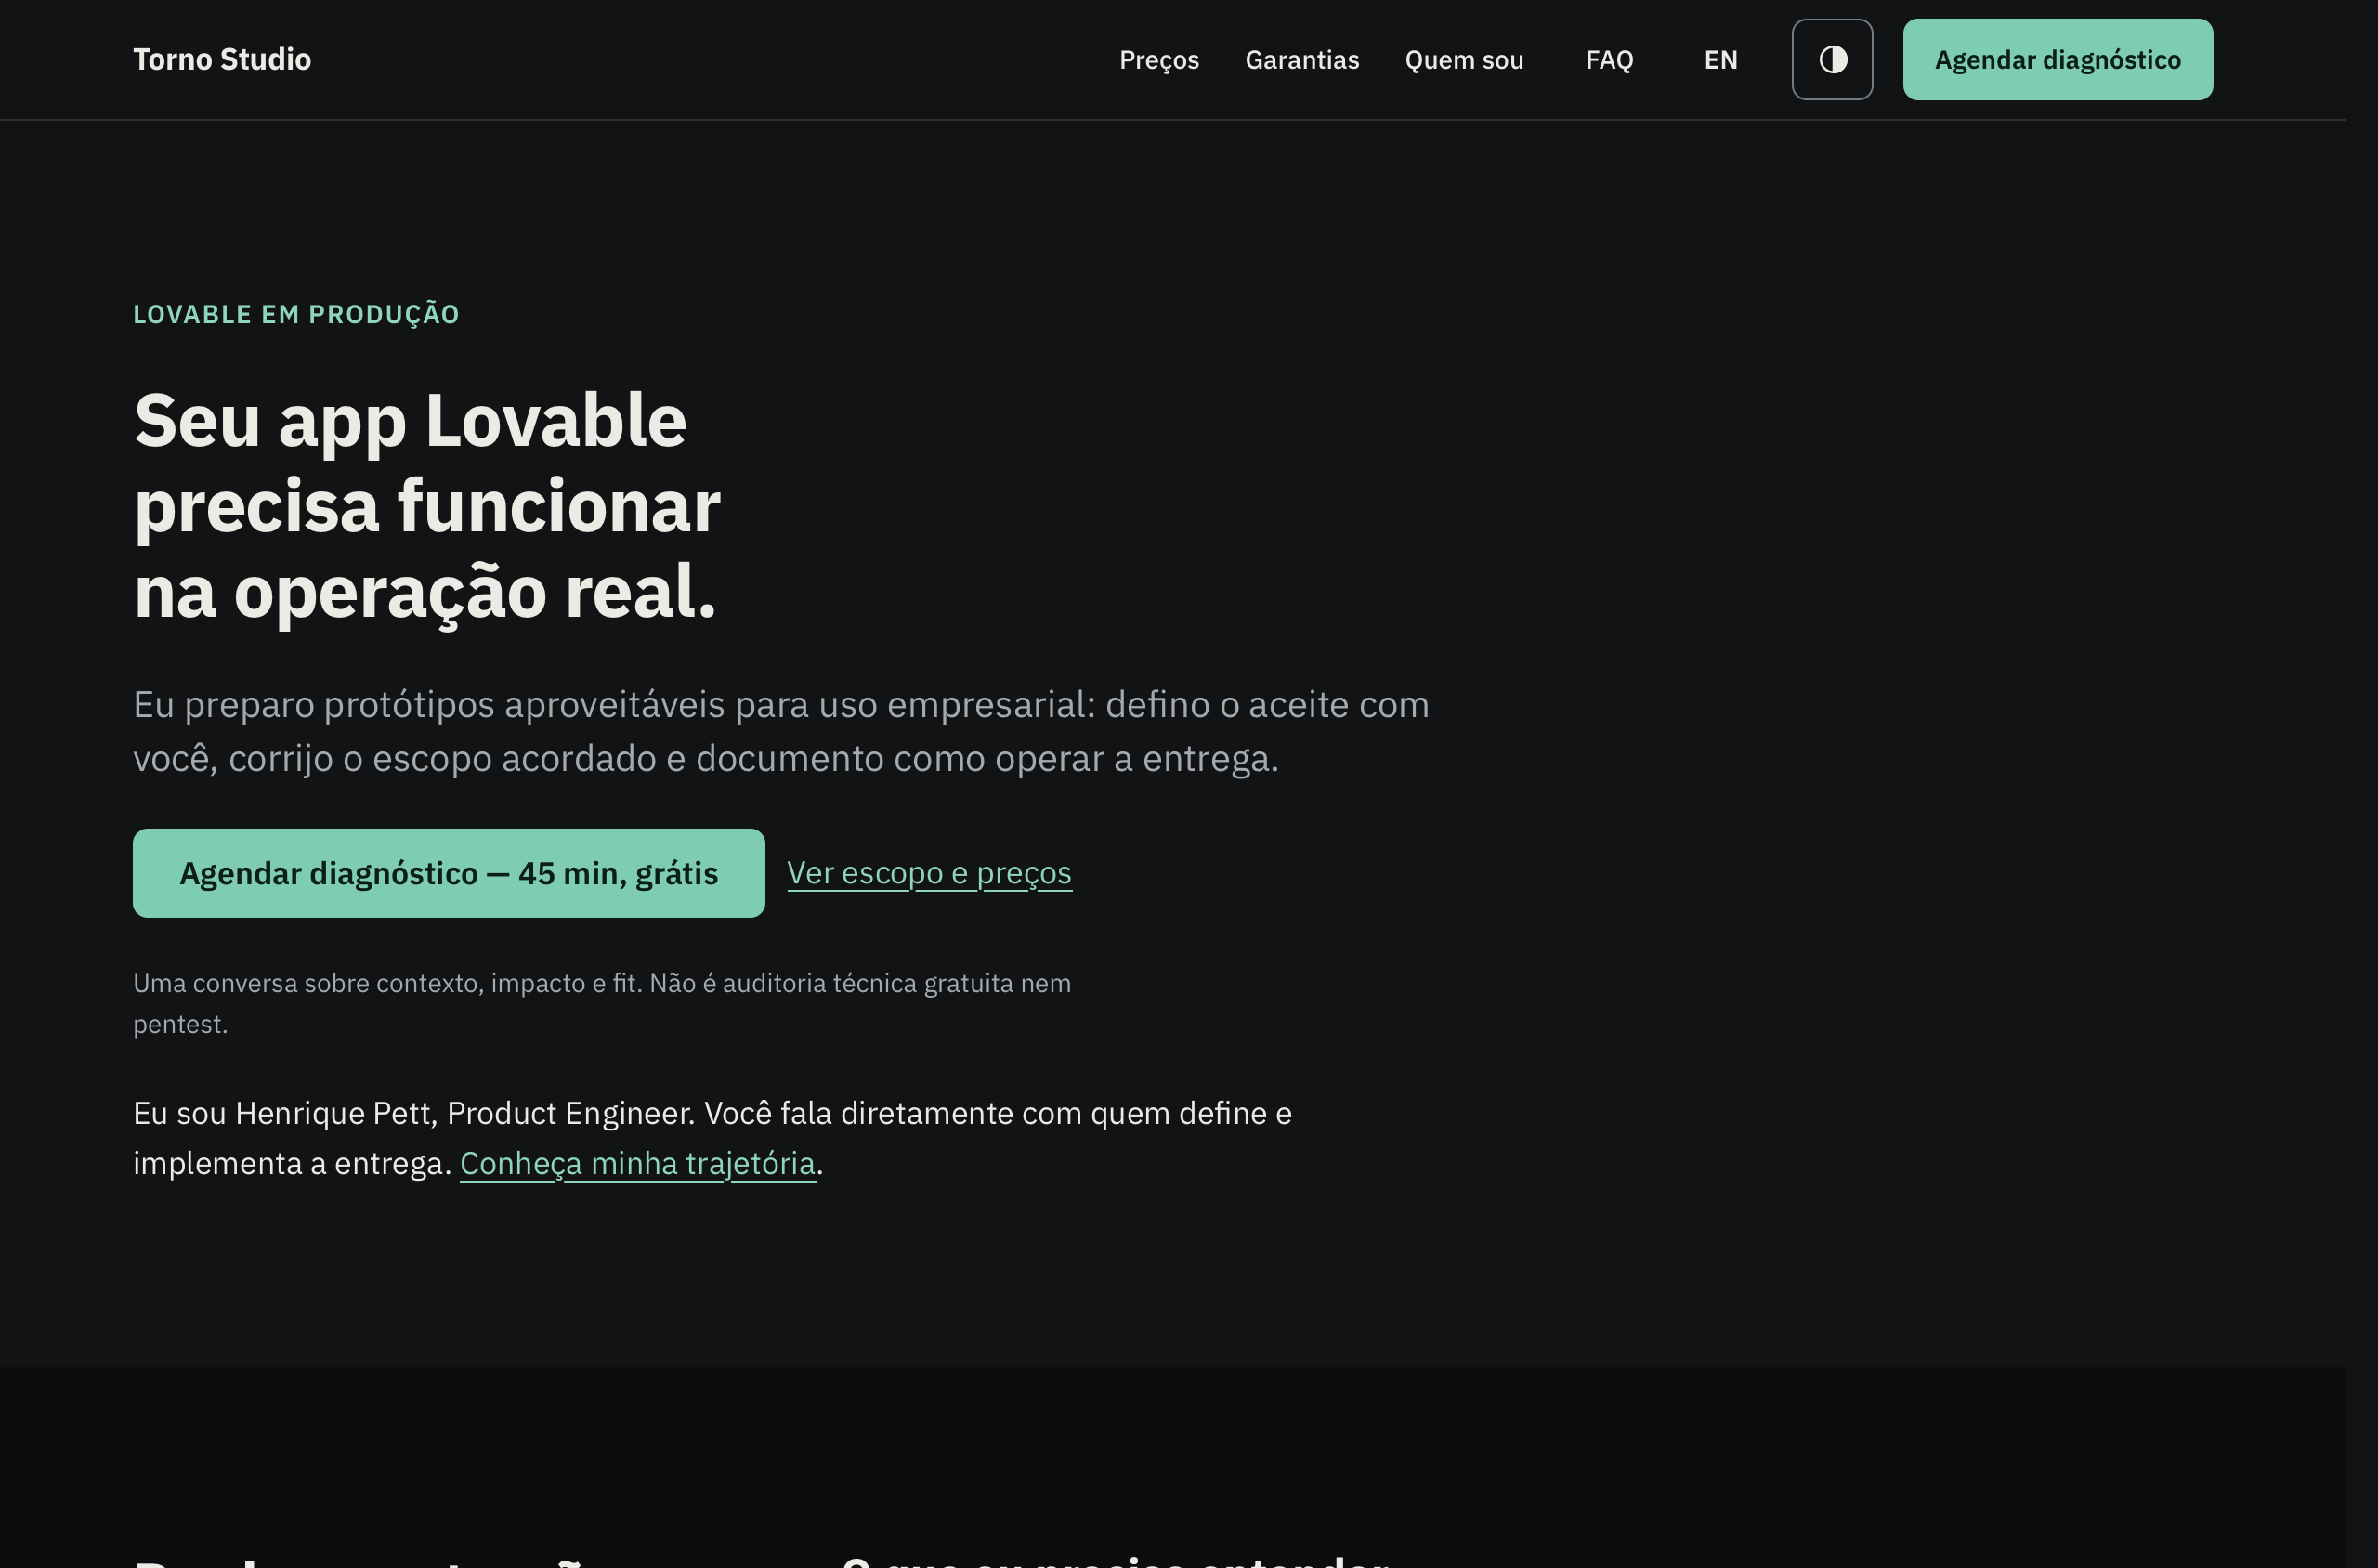 Torno Studio
Preços
Garantias
Quem sou
FAQ
EN
Agendar diagnóstico
LOVABLE EM PRODUÇÃO
Seu app Lovable
precisa funcionar
na operação real.
Eu preparo protótipos aproveitáveis para uso empresarial: defino o aceite com
você, corrijo o escopo acordado e documento como operar a entrega.
Agendar diagnóstico — 45 min, grátis
Ver escopo e preços
Uma conversa sobre contexto, impacto e fit. Não é auditoria técnica gratuita nem
pentest.
Eu sou Henrique Pett, Product Engineer. Você fala diretamente com quem define e
implementa a entrega. Conheça minha trajetória.
O que eu preciso entender